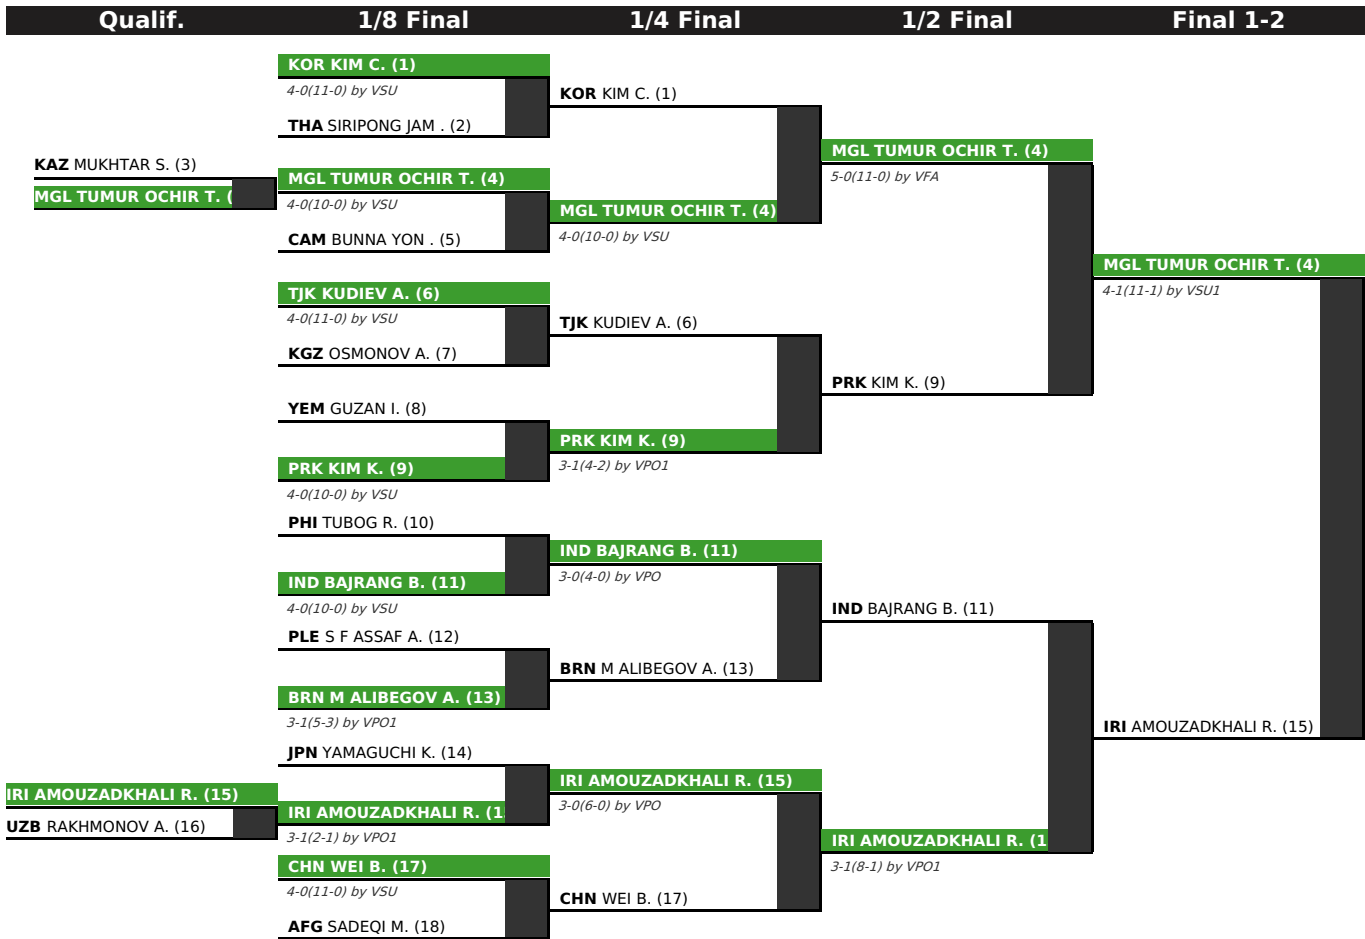 Qualif. 1/8 Final 1/4 Final 1/2 Final Final 1-2
KAZ MUKHTAR S. (3)
MGL TUMUR OCHIR T. (
IRI AMOUZADKHALI R. (15)
UZB RAKHMONOV A. (16)
KOR KIM C. (1)
4-0(11-0) by VSU
THA SIRIPONG JAM . (2)
MGL TUMUR OCHIR T. (4)
4-0(10-0) by VSU
CAM BUNNA YON . (5)
TJK KUDIEV A. (6)
4-0(11-0) by VSU
KGZ OSMONOV A. (7)
YEM GUZAN I. (8)
PRK KIM K. (9)
4-0(10-0) by VSU
PHI TUBOG R. (10)
IND BAJRANG B. (11)
4-0(10-0) by VSU
PLE S F ASSAF A. (12)
BRN M ALIBEGOV A. (13)
3-1(5-3) by VPO1
JPN YAMAGUCHI K. (14)
IRI AMOUZADKHALI R. (1
3-1(2-1) by VPO1
CHN WEI B. (17)
4-0(11-0) by VSU
AFG SADEQI M. (18)
KOR KIM C. (1)
MGL TUMUR OCHIR T. (4)
4-0(10-0) by VSU
TJK KUDIEV A. (6)
PRK KIM K. (9)
3-1(4-2) by VPO1
IND BAJRANG B. (11)
3-0(4-0) by VPO
BRN M ALIBEGOV A. (13)
IRI AMOUZADKHALI R. (15)
3-0(6-0) by VPO
CHN WEI B. (17)
MGL TUMUR OCHIR T. (4)
5-0(11-0) by VFA
PRK KIM K. (9)
IND BAJRANG B. (11)
IRI AMOUZADKHALI R. (1
3-1(8-1) by VPO1
MGL TUMUR OCHIR T. (4)
4-1(11-1) by VSU1
IRI AMOUZADKHALI R. (15)